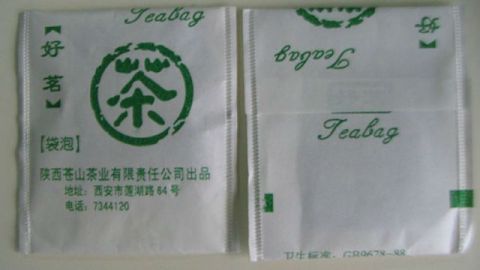 Teabag
【好茗】
茶
【袋泡】
陕西苍山茶业有限责任公司出品
地址：西安市莲湖路64号
电话：7344120
好
Teabag
Teabag
卫生标准：GB9678-88